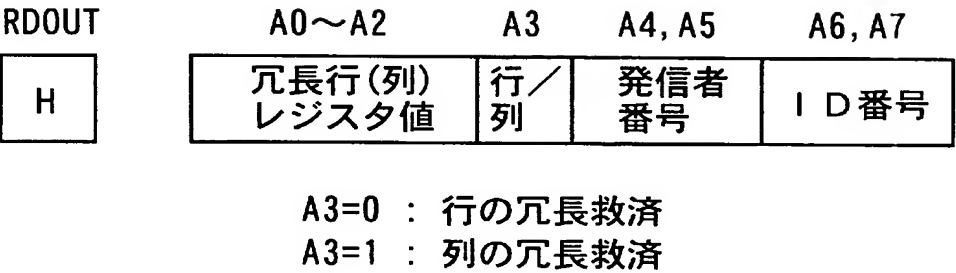 RDOUT A0～A2 A3 A4, A5 A6, A7
H 冗長行(列)レジスタ値 行／列 発信者番号 ID番号
A3=0 : 行の冗長救済
A3=1 : 列の冗長救済